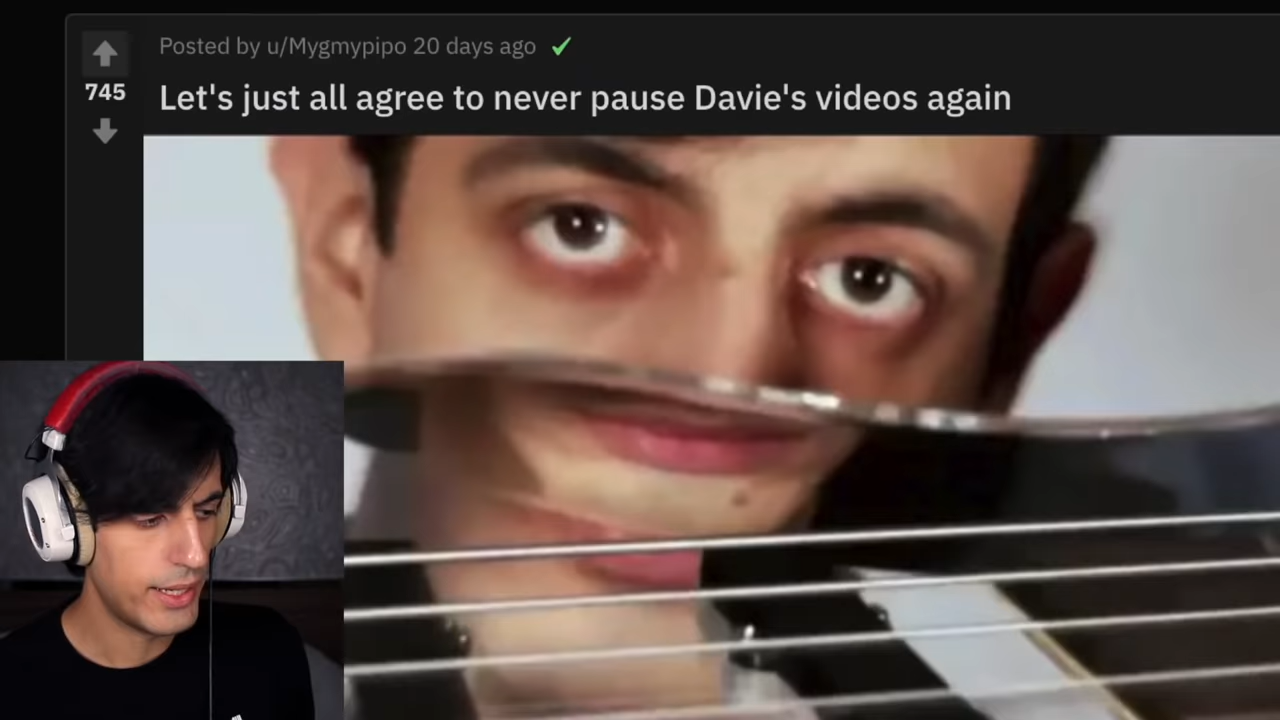 Posted by u/Mygmypipo 20 days ago
745
Let's just all agree to never pause Davie's videos again